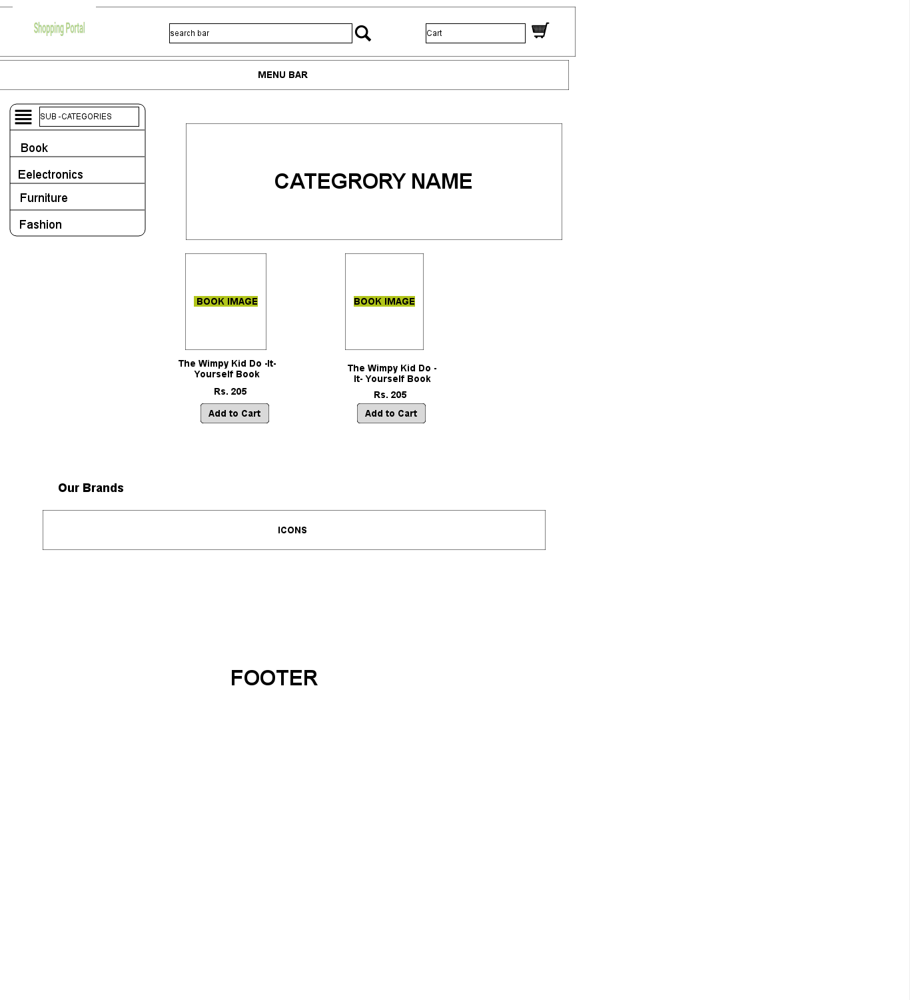 Shopping Portal
search bar
Cart
MENU BAR
SUB -CATEGORIES
Book
Eelectronics
Furniture
Fashion
CATEGRORY NAME
BOOK IMAGE
BOOK IMAGE
The Wimpy Kid Do -It-
Yourself Book
Rs. 205
Add to Cart
The Wimpy Kid Do -
It- Yourself Book
Rs. 205
Add to Cart
Our Brands
ICONS
FOOTER